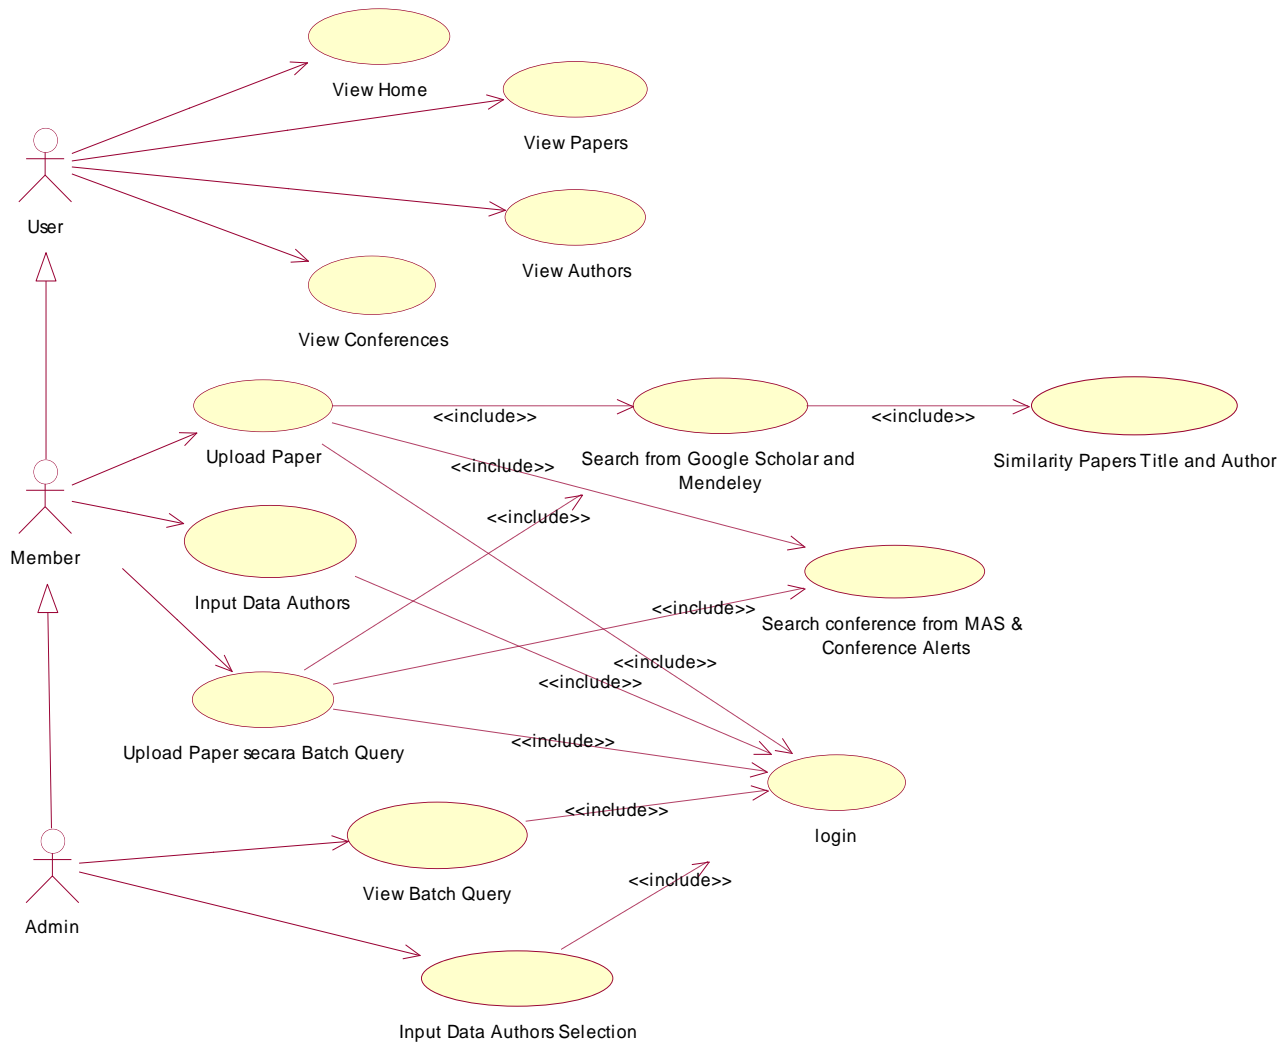 View Home
View Papers
User
View Authors
View Conferences
<<include>>
<<include>>
Upload Paper
Search from Google Scholar and
Mendeley
Similarity Papers Title and Author
<<include>>
<<include>>
Member
Input Data Authors
<<include>>
Search conference from MAS &
Conference Alerts
<<include>>
<<include>>
Upload Paper secara Batch Query
<<include>>
<<include>>
login
View Batch Query
<<include>>
Admin
Input Data Authors Selection